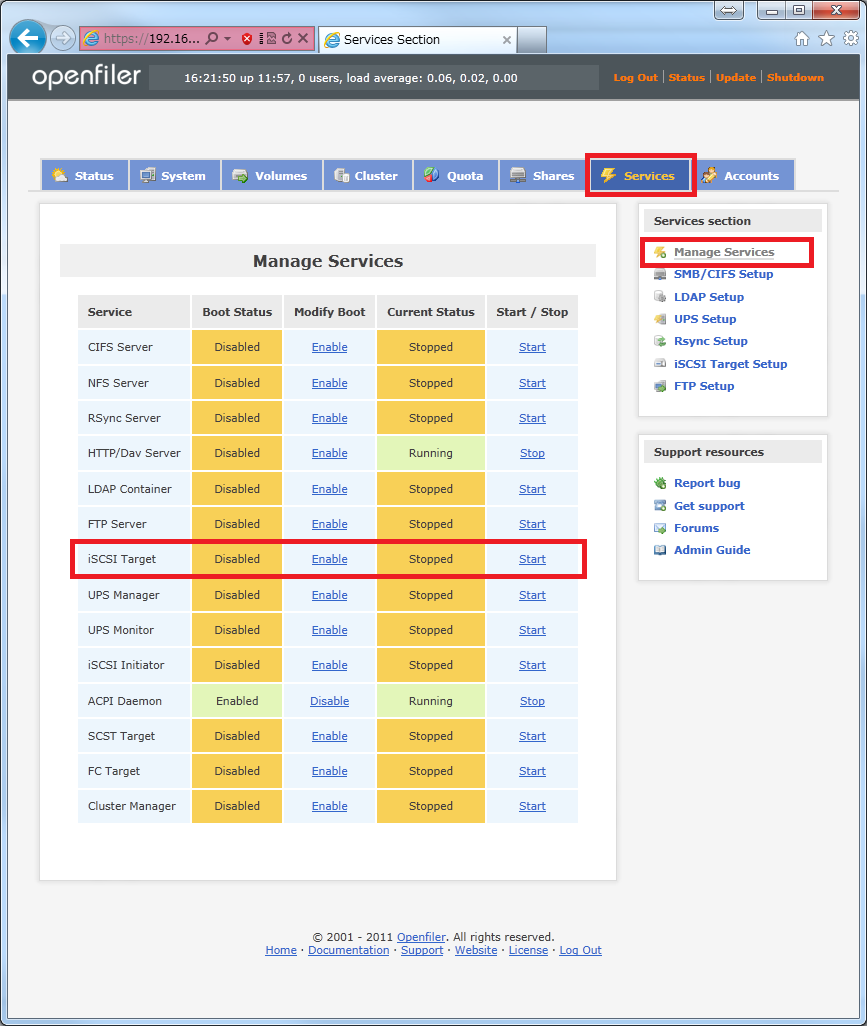 https://192.16...
Services Section
openfiler
16:21:50 up 11:57, 0 users, load average: 0.06, 0.02, 0.00
Log Out | Status | Update | Shutdown
Status System Volumes Cluster Quota Shares Services Accounts
Manage Services
Service Boot Status Modify Boot Current Status Start / Stop
CIFS Server Disabled Enable Stopped Start
NFS Server Disabled Enable Stopped Start
RSync Server Disabled Enable Stopped Start
HTTP/Dav Server Disabled Enable Running Stop
LDAP Container Disabled Enable Stopped Start
FTP Server Disabled Enable Stopped Start
iSCSI Target Disabled Enable Stopped Start
UPS Manager Disabled Enable Stopped Start
UPS Monitor Disabled Enable Stopped Start
iSCSI Initiator Disabled Enable Stopped Start
ACPI Daemon Enabled Disable Running Stop
SCST Target Disabled Enable Stopped Start
FC Target Disabled Enable Stopped Start
Cluster Manager Disabled Enable Stopped Start
Services section
Manage Services
SMB/CIFS Setup
LDAP Setup
UPS Setup
Rsync Setup
iSCSI Target Setup
FTP Setup
Support resources
Report bug
Get support
Forums
Admin Guide
© 2001 - 2011 Openfiler. All rights reserved.
Home · Documentation · Support · Website · License · Log Out